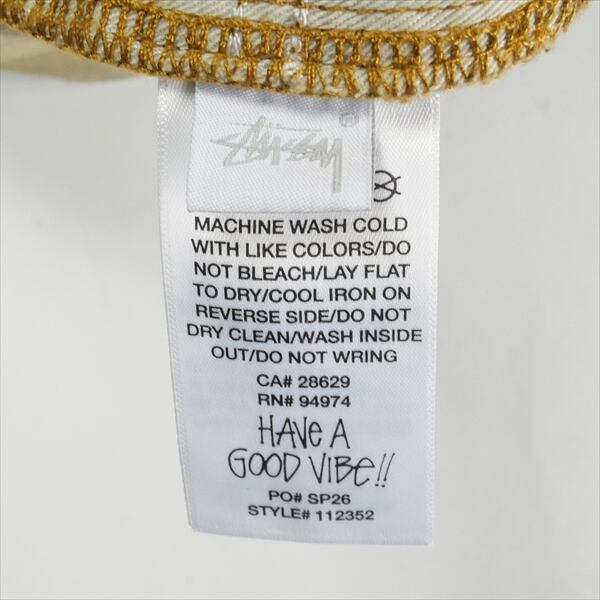 Stüssy ®
MACHINE WASH COLD
WITH LIKE COLORS/DO
NOT BLEACH/LAY FLAT
TO DRY/COOL IRON ON
REVERSE SIDE/DO NOT
DRY CLEAN/WASH INSIDE
OUT/DO NOT WRING
CA# 28629
RN# 94974
HAVE A
GOOD VIBE!!
PO# SP26
STYLE# 112352